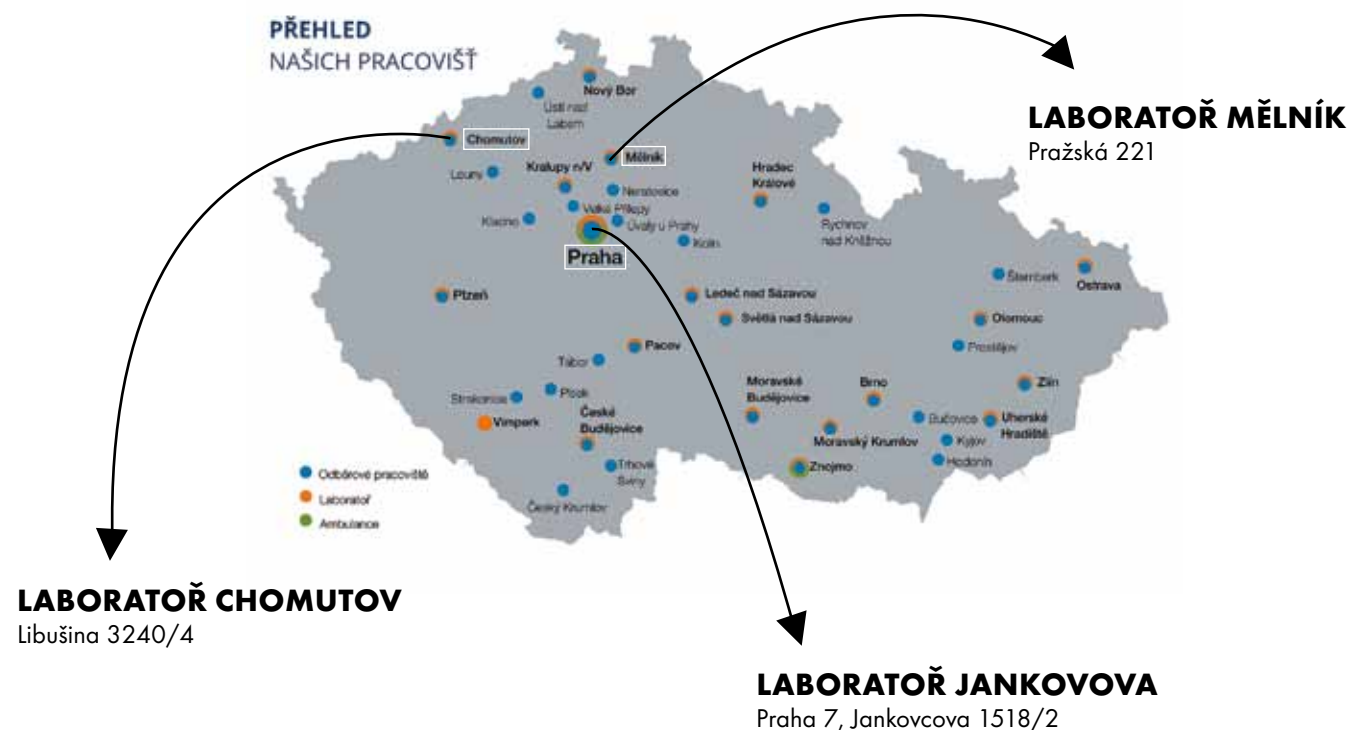 PŘEHLED
NAŠICH PRACOVIŠŤ
LABORATOŘ MĚLNÍK
Pražská 221
Nový Bor
Ústí nad
Labem
Chomutov
Mělník
Louny
Kralupy n/V
Neratovice
Hradec
Králové
Velké Přílepy
Kladno
Úvaly u Prahy
Rychnov
nad Kněžnou
Kolín
Praha
Šternberk
Ostrava
Plzeň
Ledeč nad Sázavou
Světlá nad Sázavou
Olomouc
Pacov
Prostějov
Tábor
Moravské
Budějovice
Brno
Zlín
Strakonice
Písek
České
Budějovice
Vimperk
Bučovice
Uherské
Hradiště
Moravský Krumlov
Kyjov
Znojmo
Hodonín
Trhové
Sviny
Český Krumlov
Odběrové pracoviště
Laboratoř
Ambulance
LABORATOŘ CHOMUTOV
Libušina 3240/4
LABORATOŘ JANKOVOVA
Praha 7, Jankovcova 1518/2